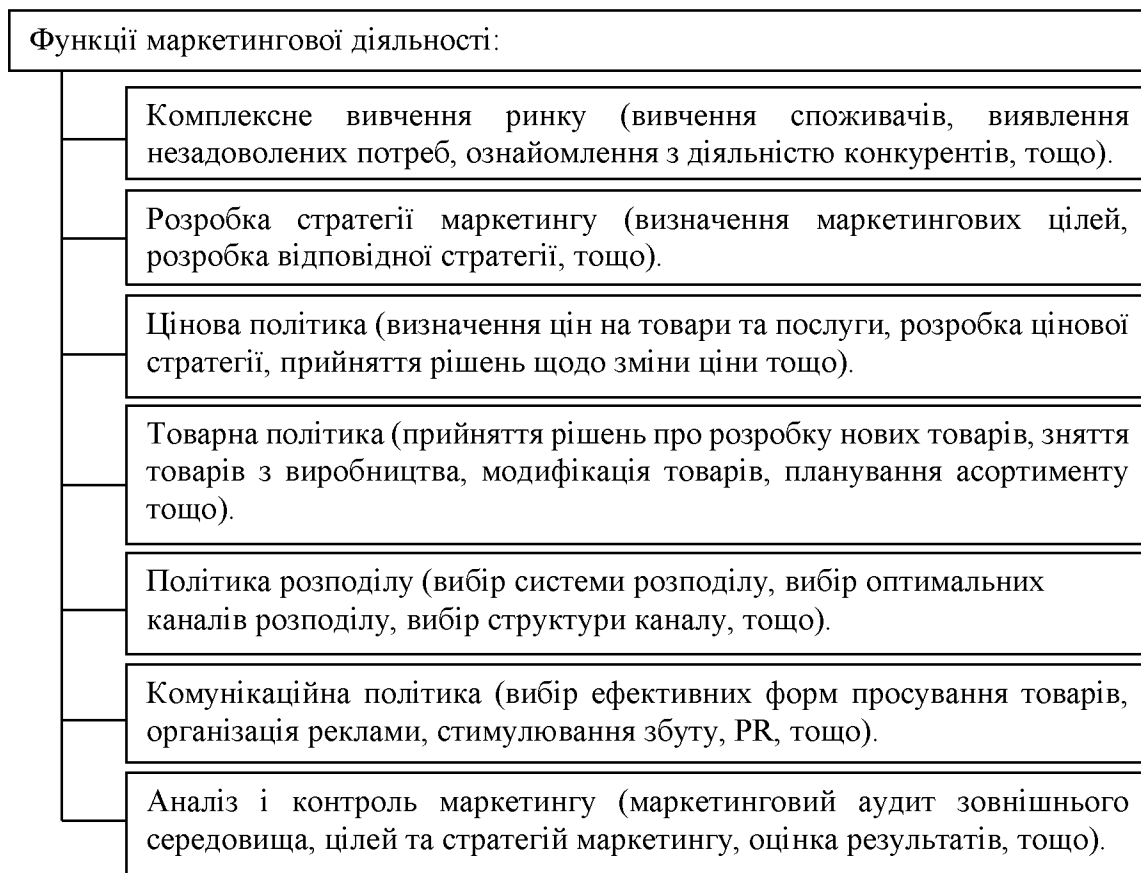 Функції маркетингової діяльності:
Комплексне вивчення ринку (вивчення споживачів, виявлення
незадоволених потреб, ознайомлення з діяльністю конкурентів, тощо).
Розробка стратегії маркетингу (визначення маркетингових цілей,
розробка відповідної стратегії, тощо).
Цінова політика (визначення цін на товари та послуги, розробка цінової
стратегії, прийняття рішень щодо зміни ціни тощо).
Товарна політика (прийняття рішень про розробку нових товарів, зняття
товарів з виробництва, модифікація товарів, планування асортименту
тощо).
Політика розподілу (вибір системи розподілу, вибір оптимальних
каналів розподілу, вибір структури каналу, тощо).
Комунікаційна політика (вибір ефективних форм просування товарів,
організація реклами, стимулювання збуту, PR, тощо).
Аналіз і контроль маркетингу (маркетинговий аудит зовнішнього
середовища, цілей та стратегій маркетингу, оцінка результатів, тощо).